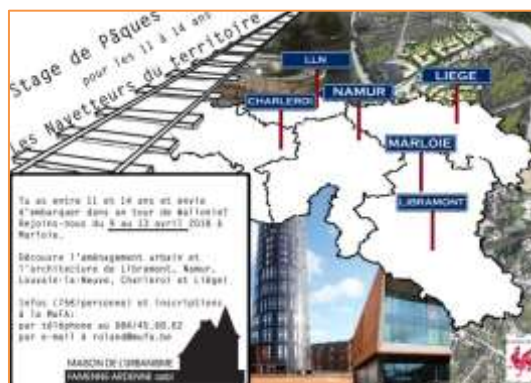 Stage de Pâques
pour les 11 à 14 ans
Les Navetteurs du territoire
LLN
LIEGE
NAMUR
CHARLEROI
MARLOIE
LIBRAMONT
Tu as entre 11 et 14 ans et envie
d'embarquer dans un tour de Wallonie?
Rejoins-nous du 9 au 13 avril 2018 à
Marloie.
Découvre l'aménagement urbain et
l'architecture de Libramont, Namur,
Louvain-la-Neuve, Charleroi et Liège!
Infos (75€/personne) et inscriptions
à la MUFA:
par téléphone au
par e-mail à
MAISON DE L'URBANISME
FAMENNE-ARDENNE